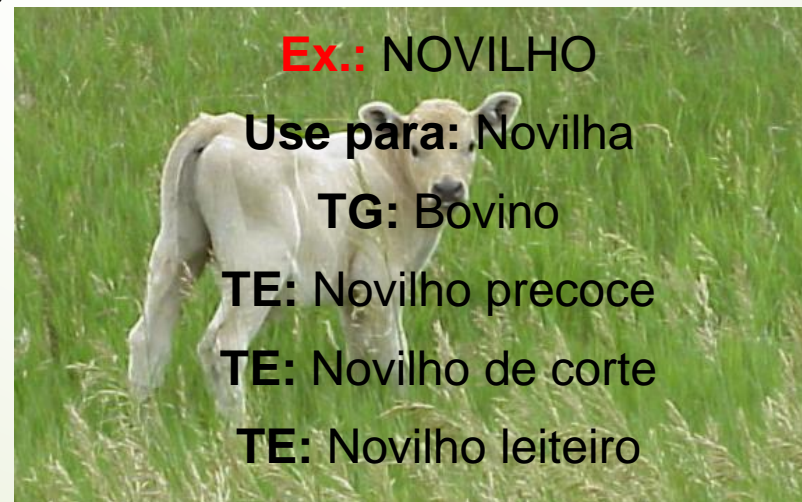 Ex.: NOVILHO
Use para: Novilha
TG: Bovino
TE: Novilho precoce
TE: Novilho de corte
TE: Novilho leiteiro